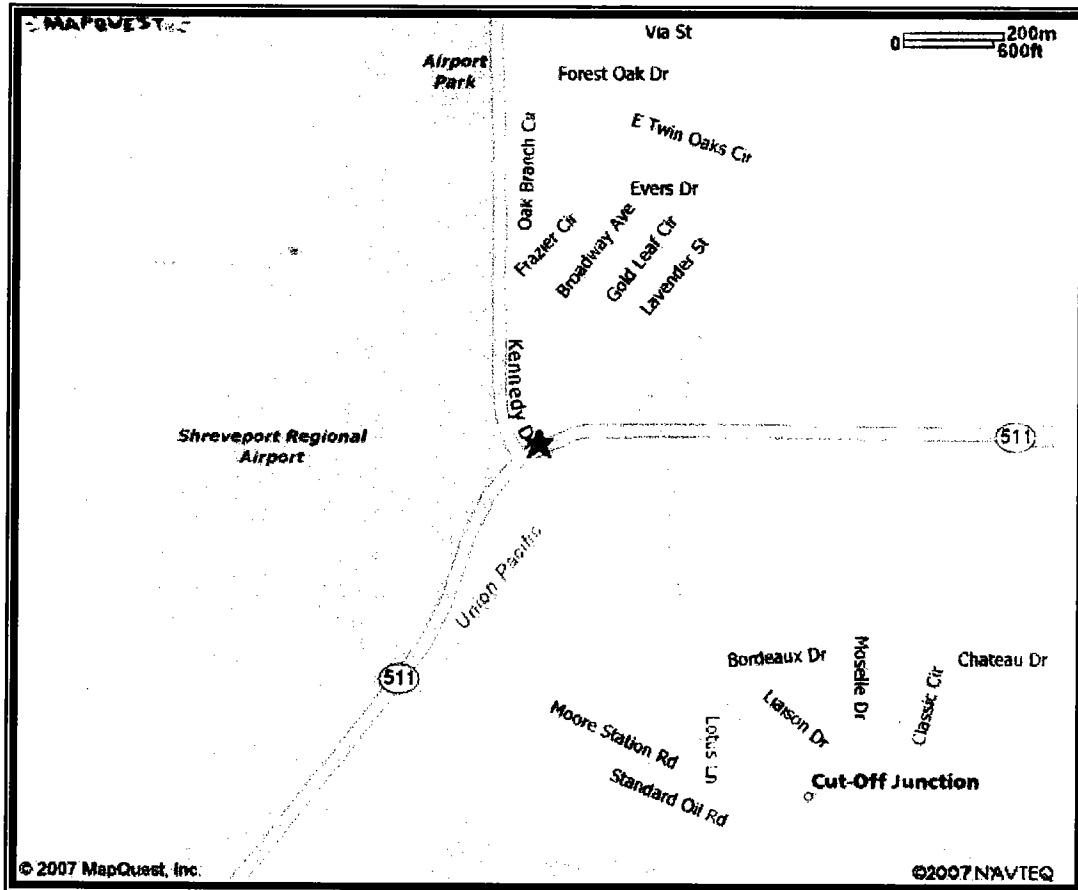 MAPQUEST
Via St
0 200m
600ft
Airport
Park
Forest Oak Dr
E Twin Oaks Cir
Oak Branch Cir
Evers Dr
Frazier Cir
Broadway Ave
Gold Leaf Cir
Lavender St
Kennedy Dr
Shreveport Regional
Airport
511
Union Pacific
511
Bordeaux Dr
Moselle Dr
Classic Cir
Chateau Dr
Liaison Dr
Moore Station Rd
Lotus Ln
Standard Oil Rd
Cut-Off Junction
© 2007 MapQuest, Inc.
©2007 NAVTEQ